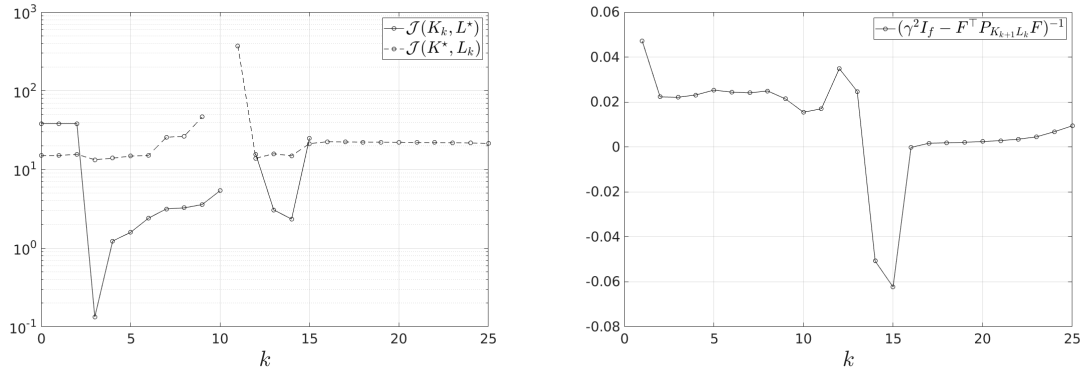 10^3
10^2
10^1
10^0
10^-1
0 5 10 15 20 25
k
𝒥(K_k, L^⋆)
𝒥(K^⋆, L_k)
0.06
0.04
0.02
0
-0.02
-0.04
-0.06
-0.08
0 5 10 15 20 25
k
(γ^2 I_f − F^⊤ P_{K_{k+1} L_k} F)^{−1}